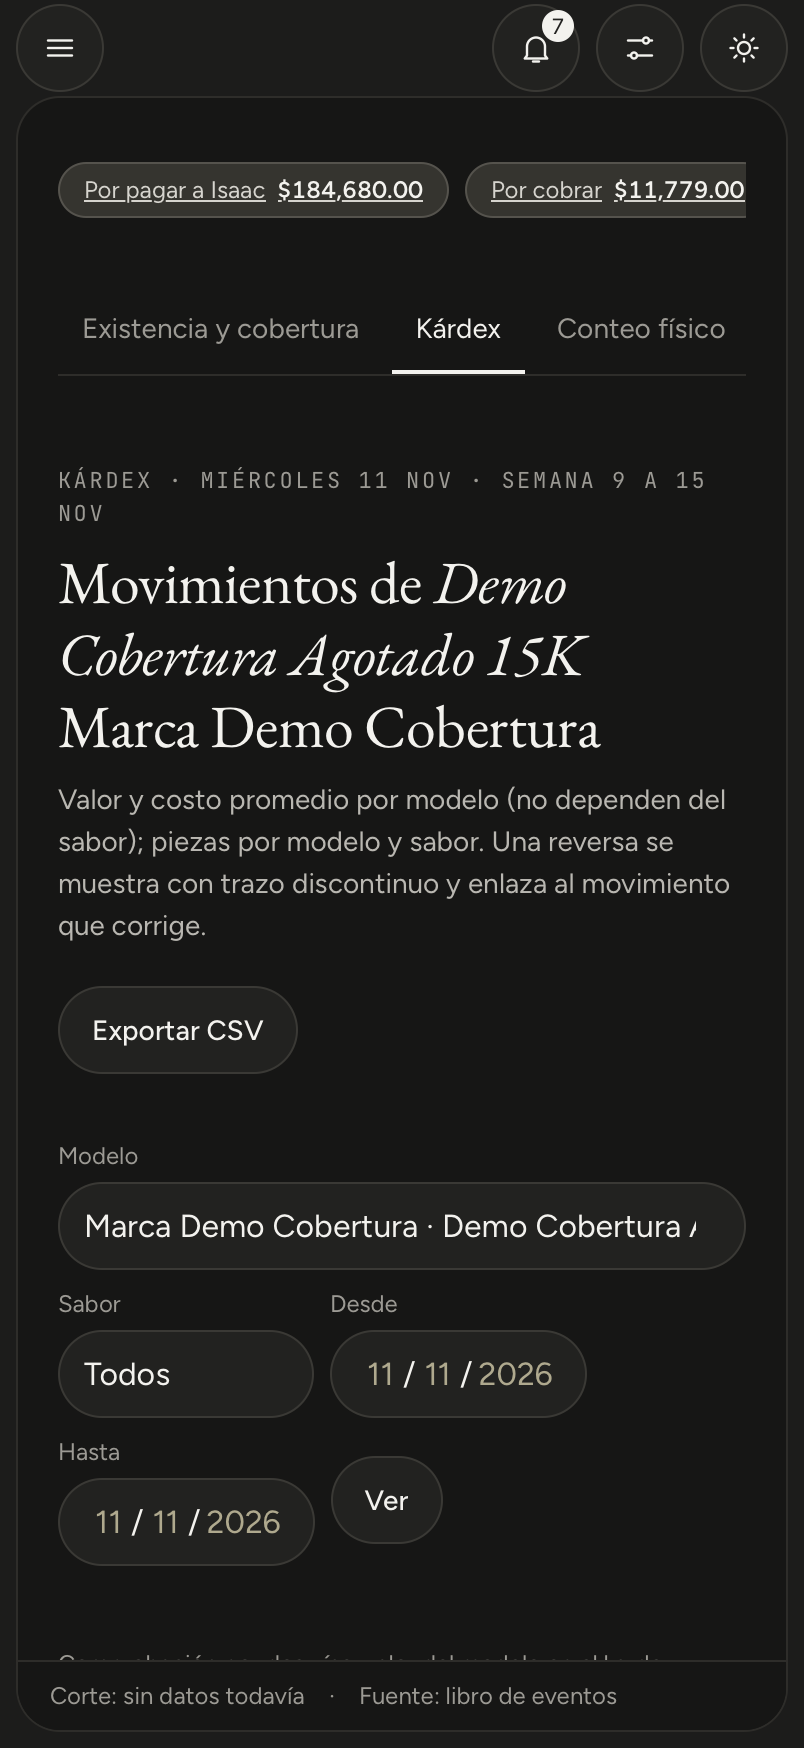 7
Por pagar a Isaac $184,680.00
Por cobrar $11,779.00
Existencia y cobertura
Kárdex
Conteo físico
KÁRDEX · MIÉRCOLES 11 NOV · SEMANA 9 A 15
NOV
Movimientos de Demo
Cobertura Agotado 15K
Marca Demo Cobertura
Valor y costo promedio por modelo (no dependen del
sabor); piezas por modelo y sabor. Una reversa se
muestra con trazo discontinuo y enlaza al movimiento
que corrige.
Exportar CSV
Modelo
Marca Demo Cobertura · Demo Cobertura
Sabor
Desde
Todos
11 / 11 / 2026
Hasta
11 / 11 / 2026
Ver
Corte: sin datos todavía · Fuente: libro de eventos